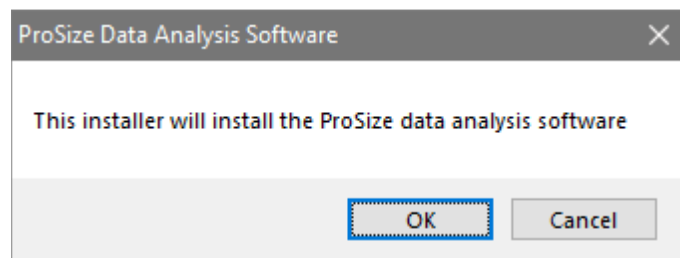 ProSize Data Analysis Software
This installer will install the ProSize data analysis software
OK
Cancel